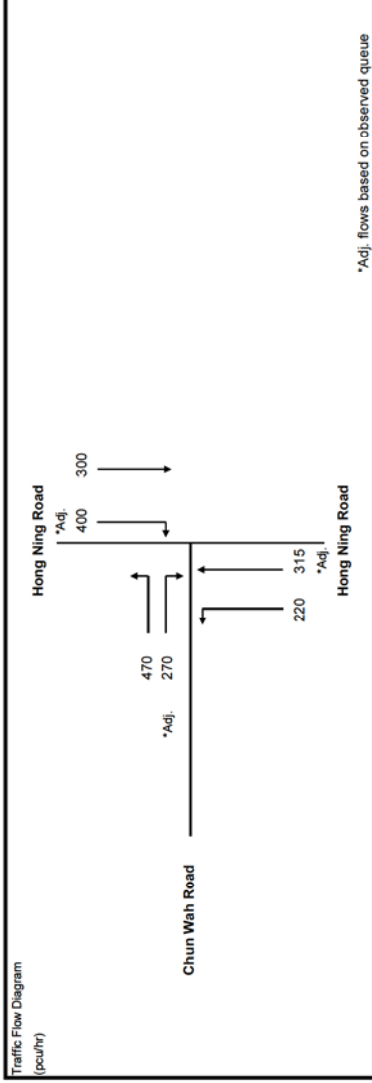 Traffic Flow Diagram
(pcu/hr)
Hong Ning Road
*Adj.
400
300
470
270
*Adj.
Chun Wah Road
220
315
*Adj.
Hong Ning Road
*Adj. flows based on observed queue